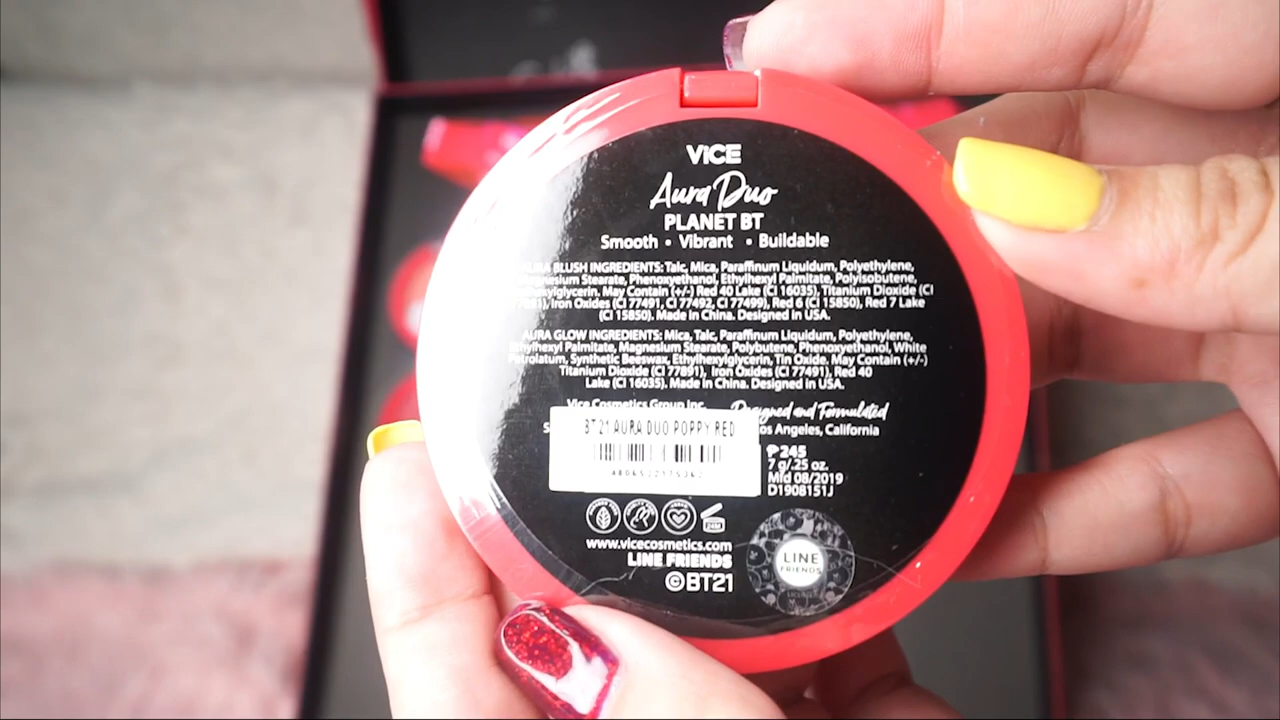 VICE
Aura Duo
PLANET BT
Smooth • Vibrant • Buildable
AURA BLUSH INGREDIENTS: Talc, Mica, Paraffinum Liquidum, Polyethylene,
Stearate, Phenoxyethanol, Ethylhexyl Palmitate, Polyisobutene,
May Contain (+/-) Red 40 Lake (CI 16035), Titanium Dioxide (CI
Iron Oxides (CI 77491, CI 77492, CI 77499), Red 6 (CI 15850), Red 7 Lake
(CI 15850). Made in China. Designed in USA.
AURA GLOW INGREDIENTS: Mica, Talc, Paraffinum Liquidum, Polyethylene,
Ethylhexyl Palmitate, Magnesium Stearate, Polybutene, Phenoxyethanol, White
Petrolatum, Synthetic Beeswax, Ethylhexylglycerin, Tin Oxide. May Contain (+/-)
Titanium Dioxide (CI 77891), Iron Oxides (CI 77491), Red 40
Lake (CI 16035). Made in China. Designed in USA.
Vice Cosmetics Group Inc.
Designed and Formulated
Angeles, California
BT21 AURA DUO POPPY RED
₱245
7 g/.25 oz.
Mfd 08/2019
D1908151J
24M
www.vicecosmetics.com
LINE FRIENDS
©BT21
LINE
FRIENDS